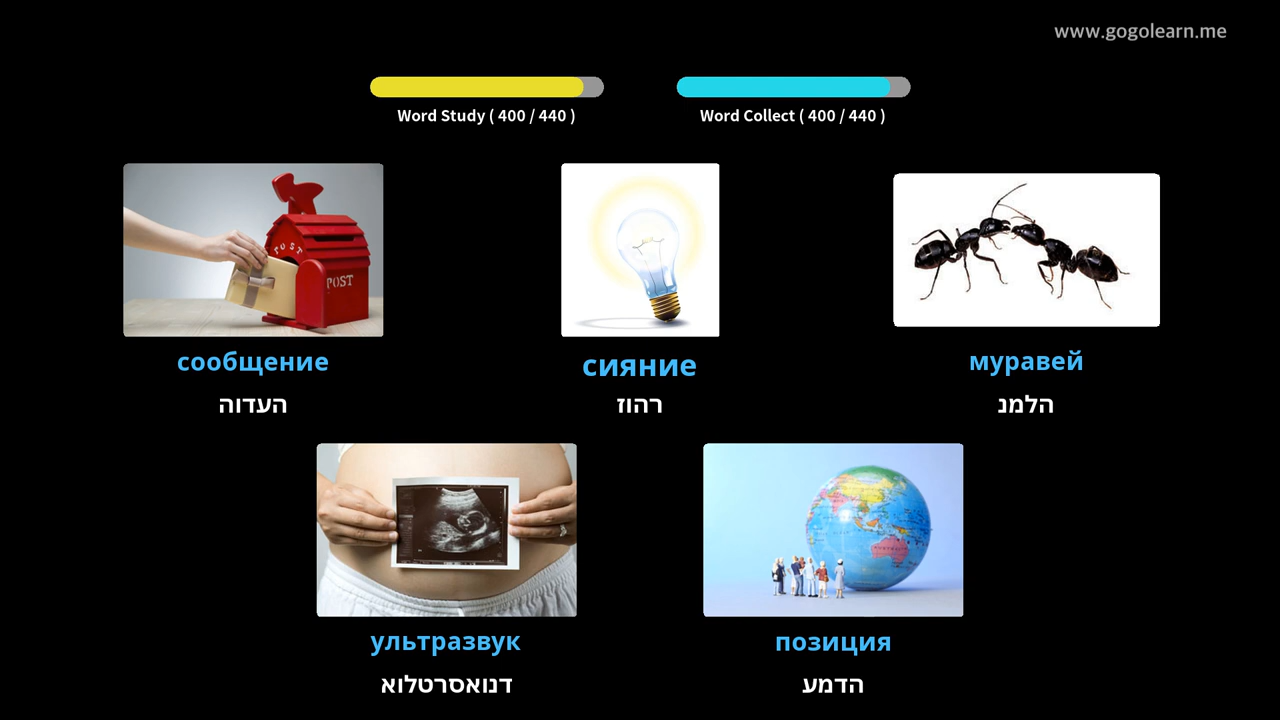 www.gogolearn.me
Word Study ( 400 / 440 )
Word Collect ( 400 / 440 )
POST
POST
сообщение
העדוה
сияние
רהוז
муравей
הלמנ
ультразвук
דנואסרטלוא
позиция
הדמע